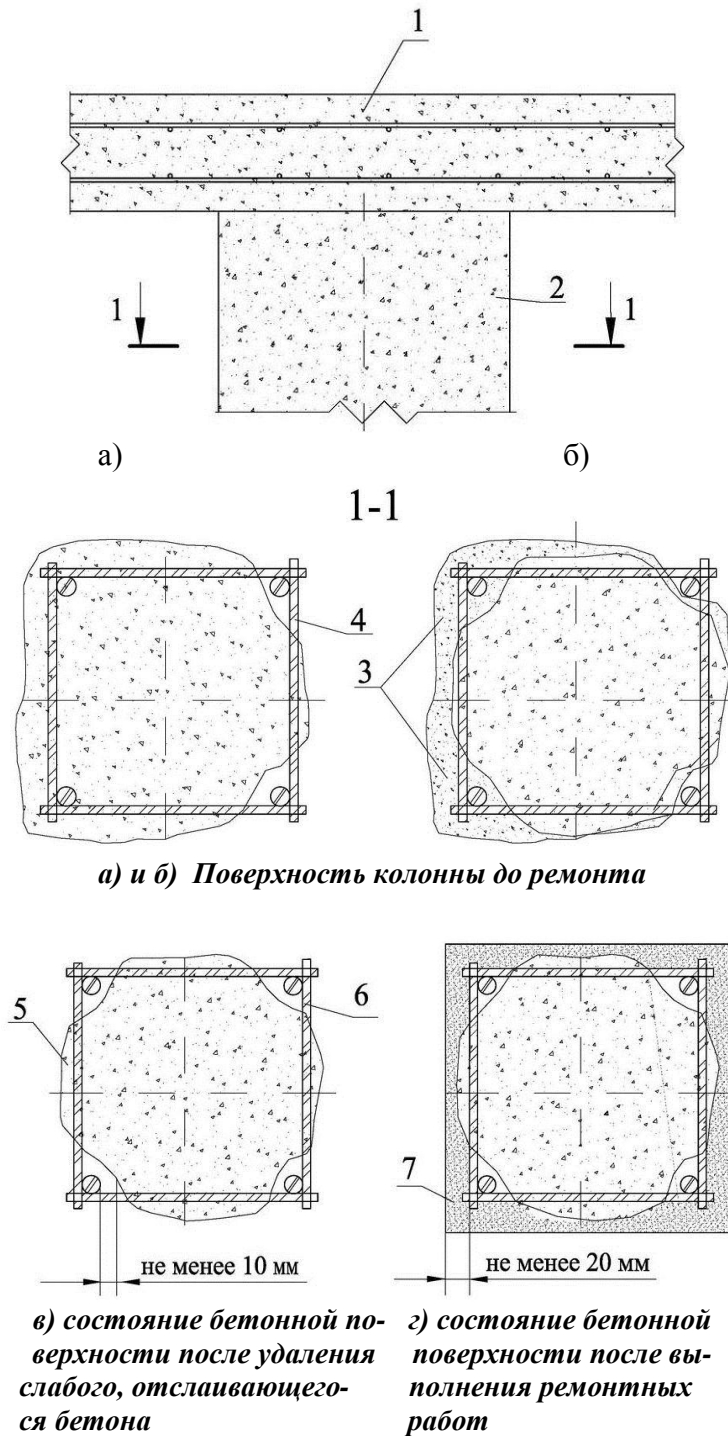 1
2
1 1
а) б)
1-1
4
3
а) и б) Поверхность колонны до ремонта
5 6
7
не менее 10 мм не менее 20 мм
в) состояние бетонной по-
верхности после удаления
слабого, отслаивающего-
ся бетона
г) состояние бетонной
поверхности после вы-
полнения ремонтных
работ